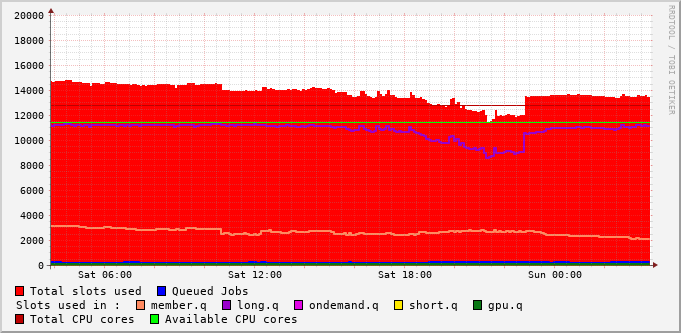 20000
18000
16000
14000
12000
10000
8000
6000
4000
2000
0
Sat 06:00 Sat 12:00 Sat 18:00 Sun 00:00
RRDTOOL / TOBI OETIKER
Total slots used Queued Jobs
Slots used in : member.q long.q ondemand.q short.q gpu.q
Total CPU cores Available CPU cores